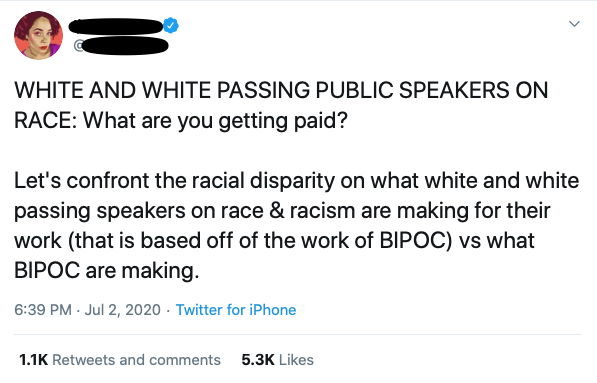 @
WHITE AND WHITE PASSING PUBLIC SPEAKERS ON
RACE: What are you getting paid?
Let's confront the racial disparity on what white and white
passing speakers on race & racism are making for their
work (that is based off of the work of BIPOC) vs what
BIPOC are making.
6:39 PM · Jul 2, 2020 · Twitter for iPhone
1.1K Retweets and comments 5.3K Likes